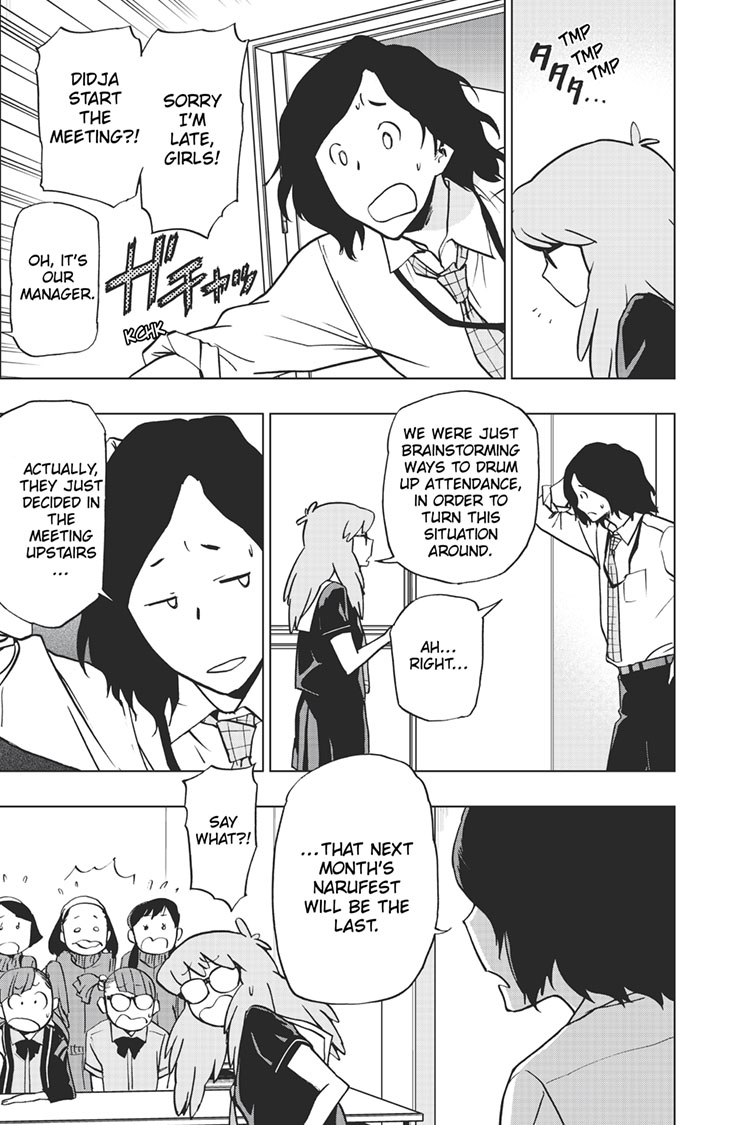 TMP
TMP
TMP
タタタ...
SORRY
I'M
LATE,
GIRLS!
DIDJA
START
THE
MEETING?!
ガチャッ
KCHK
OH, IT'S
OUR
MANAGER.
WE WERE JUST
BRAINSTORMING
WAYS TO DRUM
UP ATTENDANCE,
IN ORDER TO
TURN THIS
SITUATION
AROUND.
AH...
RIGHT...
ACTUALLY,
THEY JUST
DECIDED IN
THE
MEETING
UPSTAIRS
...
...THAT NEXT
MONTH'S
NARUFEST
WILL BE THE
LAST.
SAY
WHAT?!